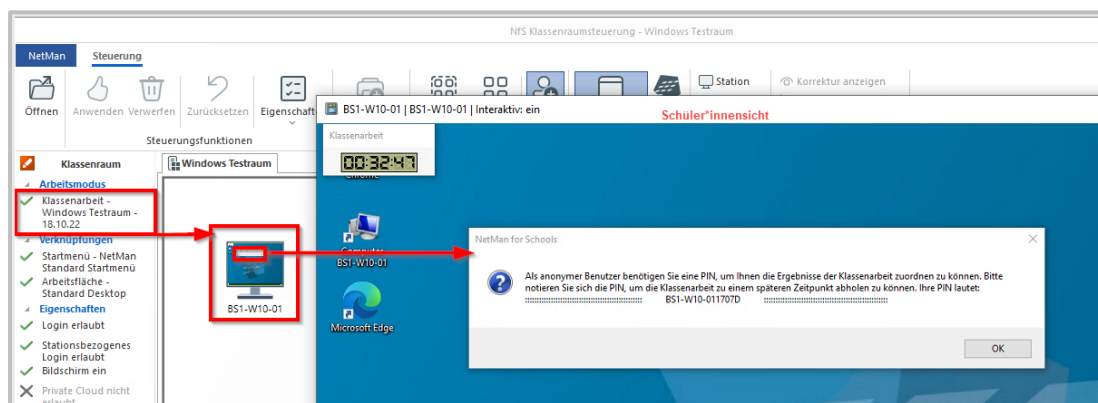 NfS Klassenraumsteuerung - Windows Testraum
NetMan
Steuerung
Öffnen
Anwenden
Verwerfen
Zurücksetzen
Eigenschaft
Station
Korrektur anzeigen
Steuerungsfunktionen
BS1-W10-01 | BS1-W10-01 | Interaktiv: ein
Schüler*innensicht
Klassenraum
Windows Testraum
Arbeitsmodus
Klassenarbeit -
Windows Testraum -
18.10.22
Verknüpfungen
Startmenü - NetMan
Standard Startmenü
Arbeitsfläche -
Standard Desktop
Eigenschaften
Login erlaubt
Stationsbezogenes
Login erlaubt
Bildschirm ein
Private Cloud nicht
erlaubt
BS1-W10-01
Klassenarbeit
00:32:47
Chrome
Computer
BS1-W10-01
Microsoft Edge
NetMan for Schools
Als anonymer Benutzer benötigen Sie eine PIN, um Ihnen die Ergebnisse der Klassenarbeit zuordnen zu können. Bitte
notieren Sie sich die PIN, um die Klassenarbeit zu einem späteren Zeitpunkt abholen zu können. Ihre PIN lautet:
BS1-W10-011707D
OK